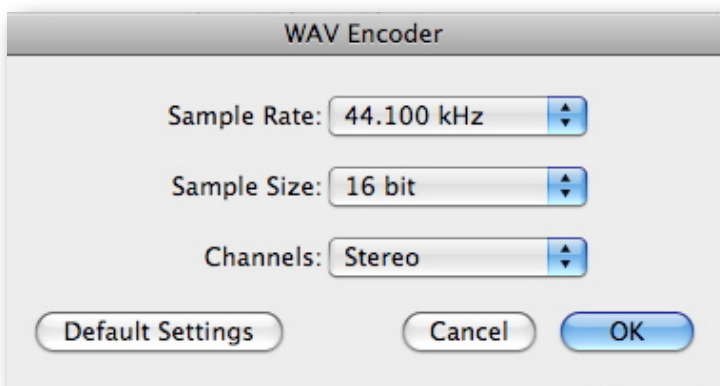 WAV Encoder
Sample Rate: 44.100 kHz
Sample Size: 16 bit
Channels: Stereo
Default Settings Cancel OK